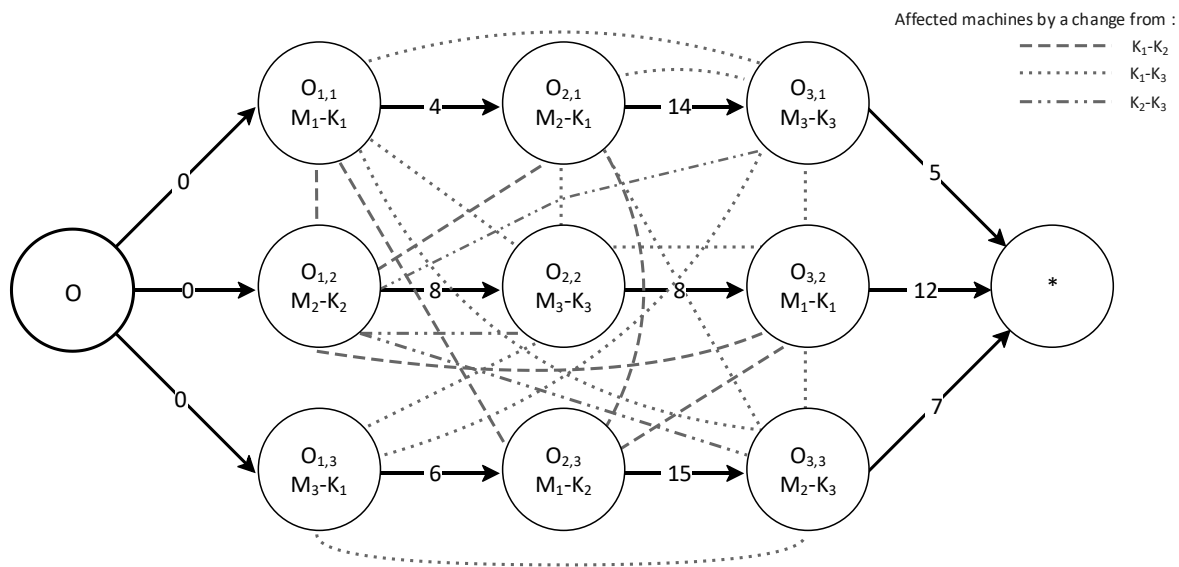 Affected machines by a change from :
K₁-K₂
K₁-K₃
K₂-K₃
O₁,₁
M₁-K₁
4
O₂,₁
M₂-K₁
14
O₃,₁
M₃-K₃
0
5
O
0
O₁,₂
M₂-K₂
8
O₂,₂
M₃-K₃
8
O₃,₂
M₁-K₁
12
*
0
7
O₁,₃
M₃-K₁
6
O₂,₃
M₁-K₂
15
O₃,₃
M₂-K₃